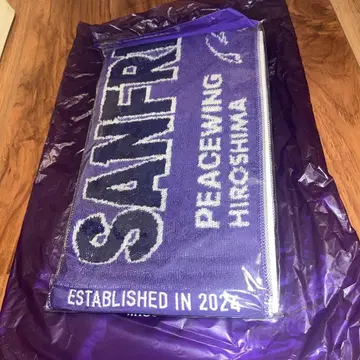 SANFR
PEACEWING
HIROSHIMA
ESTABLISHED IN 2024